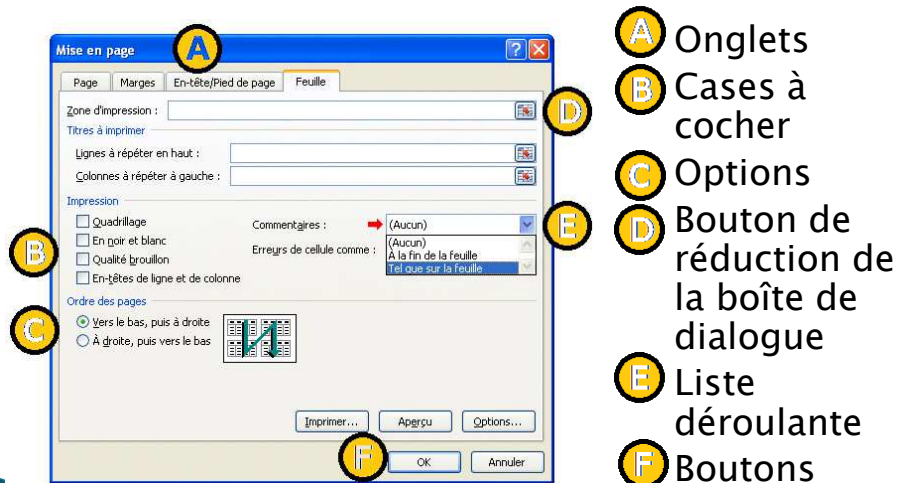 Mise en page
A
Page Marges En-tête/Pied de page Feuille
Zone d'impression :
D
Titres à imprimer
Lignes à répéter en haut :
Colonnes à répéter à gauche :
Impression
Quadrillage
En noir et blanc
Qualité brouillon
En-têtes de ligne et de colonne
B
Commentaires : (Aucun)
E
Erreurs de cellule comme :
(Aucun)
À la fin de la feuille
Tel que sur la feuille
Ordre des pages
C
Vers le bas, puis à droite
À droite, puis vers le bas
Imprimer... Aperçu Options...
F
OK Annuler
A Onglets
B Cases à
cocher
C Options
D Bouton de
réduction de
la boîte de
dialogue
E Liste
déroulante
F Boutons